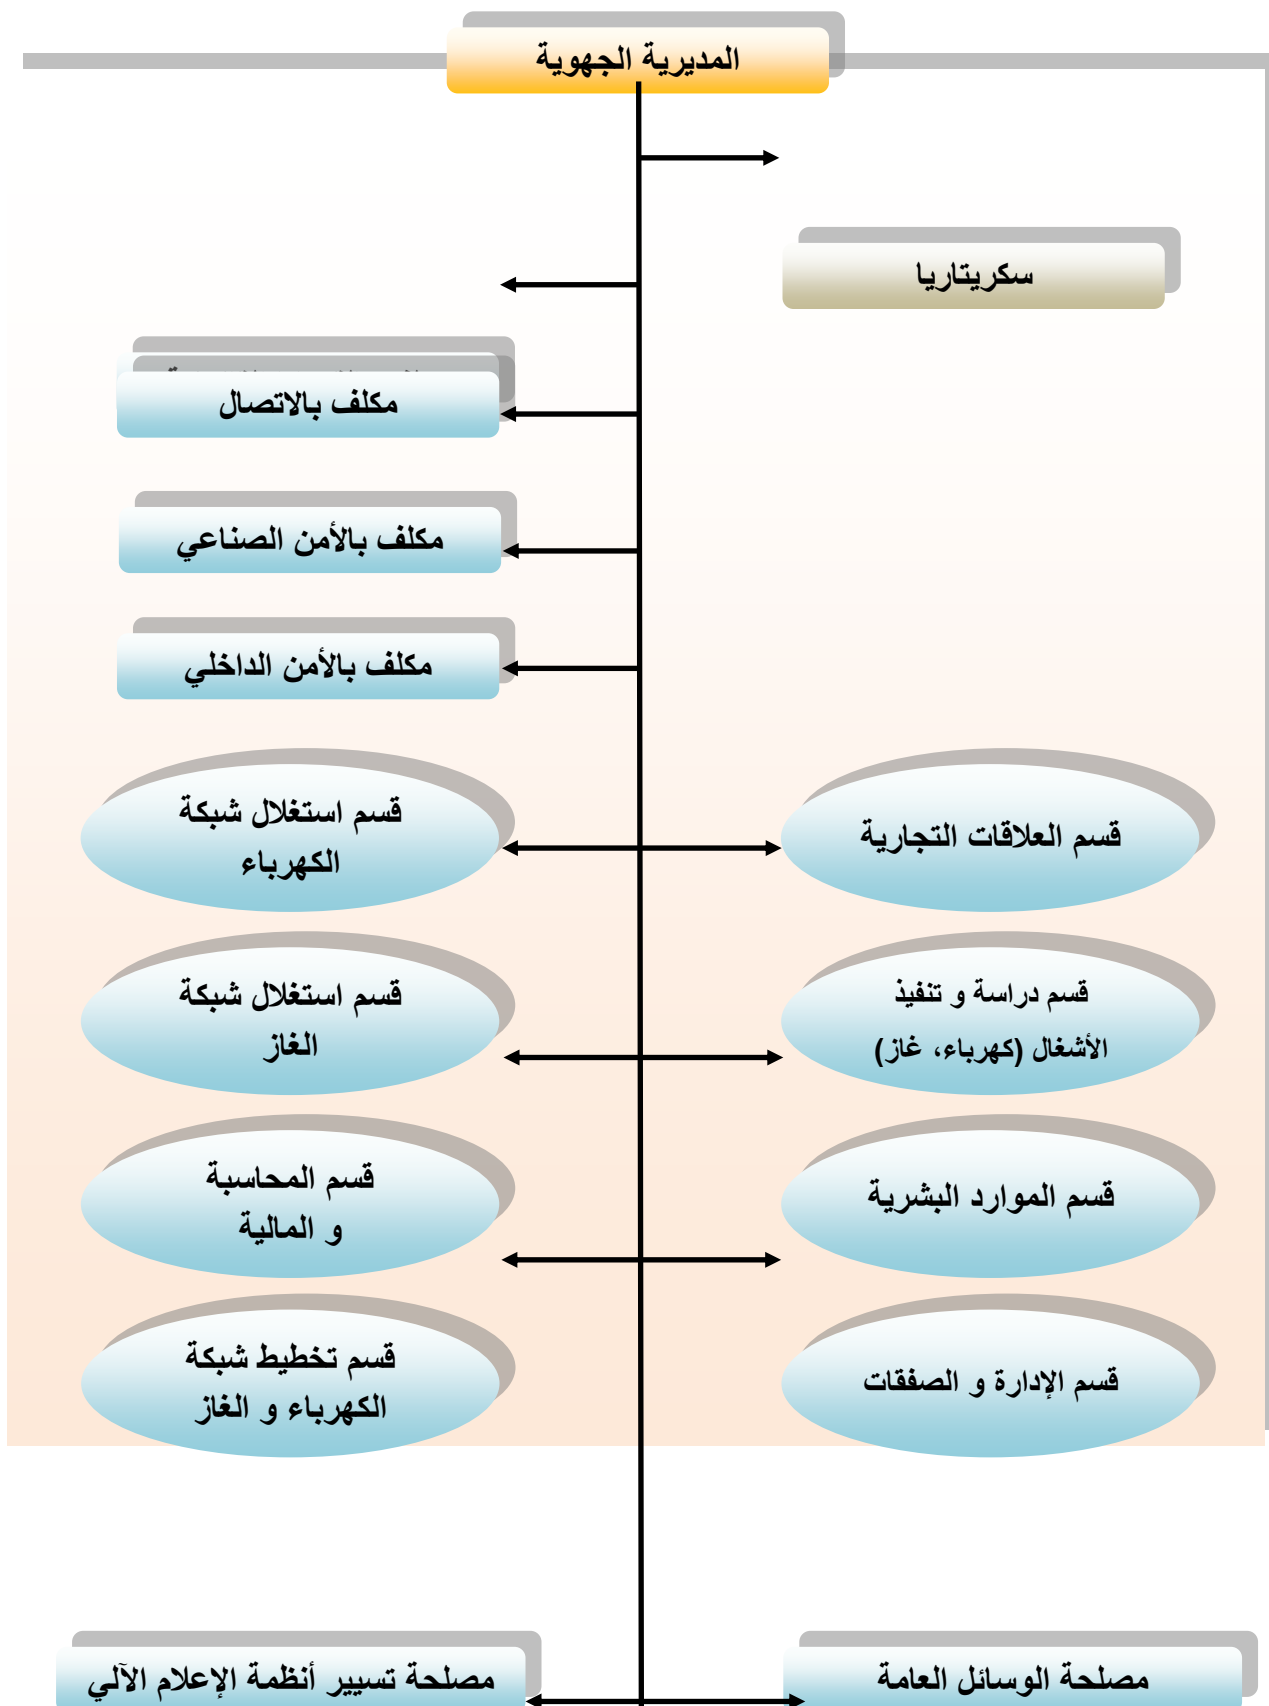 المديرية الجهوية
سكريتاريا
مكلف بالاتصال
مكلف بالأمن الصناعي
مكلف بالأمن الداخلي
قسم العلاقات التجارية
قسم استغلال شبكة
الكهرباء
قسم دراسة و تنفيذ
الأشغال (كهرباء، غاز)
قسم استغلال شبكة
الغاز
قسم الموارد البشرية
قسم المحاسبة
و المالية
قسم الإدارة و الصفقات
قسم تخطيط شبكة
الكهرباء و الغاز
مصلحة الوسائل العامة
مصلحة تسيير أنظمة الإعلام الآلي